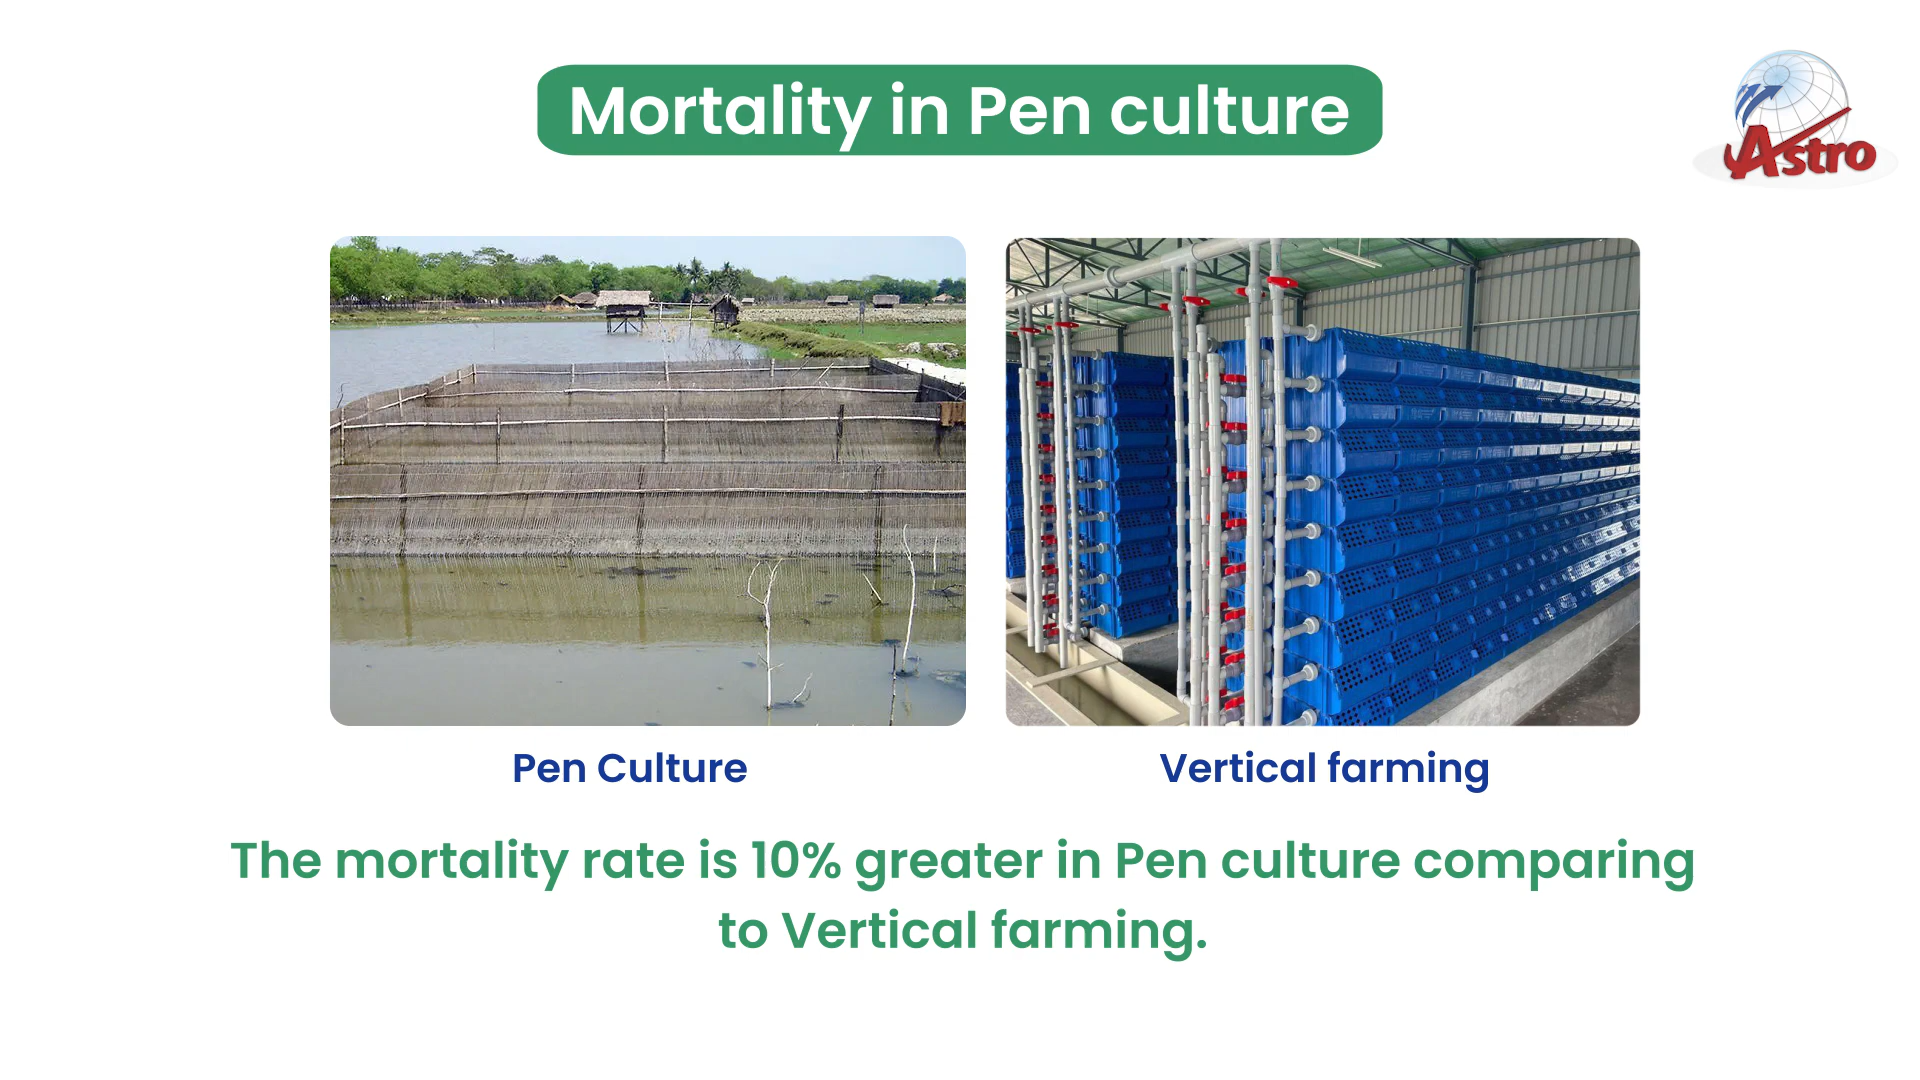 Mortality in Pen culture
Astro
Pen Culture
Vertical farming
The mortality rate is 10% greater in Pen culture comparing
to Vertical farming.